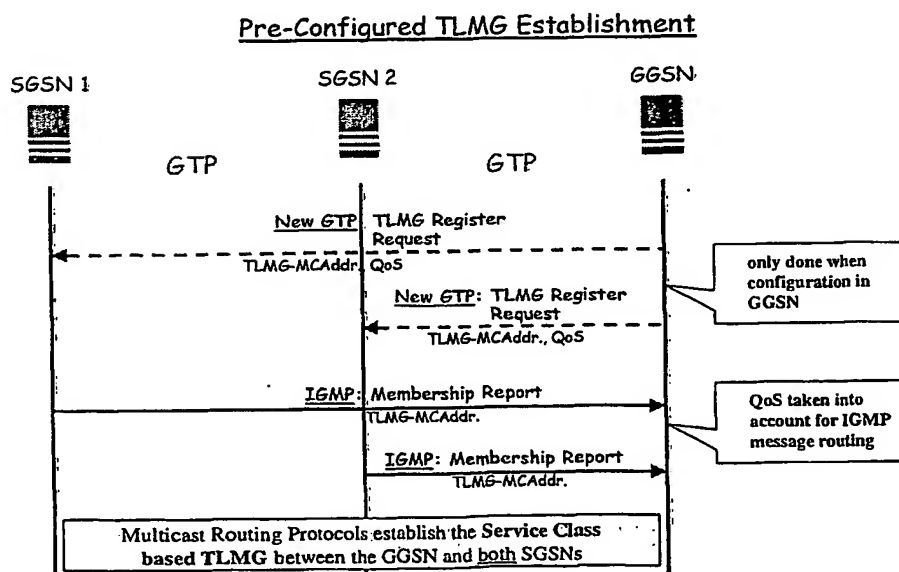 Pre-Configured TLMG Establishment
SGSN 1
SGSN 2
GGSN
GTP
GTP
New GTP TLMG Register
Request
TLMG-MCAddr., QoS
only done when
configuration in
GGSN
New GTP: TLMG Register
Request
TLMG-MCAddr., QoS
IGMP: Membership Report
TLMG-MCAddr.
QoS taken into
account for IGMP
message routing
IGMP: Membership Report
TLMG-MCAddr.
Multicast Routing Protocols establish the Service Class
based TLMG between the GGSN and both SGSNs